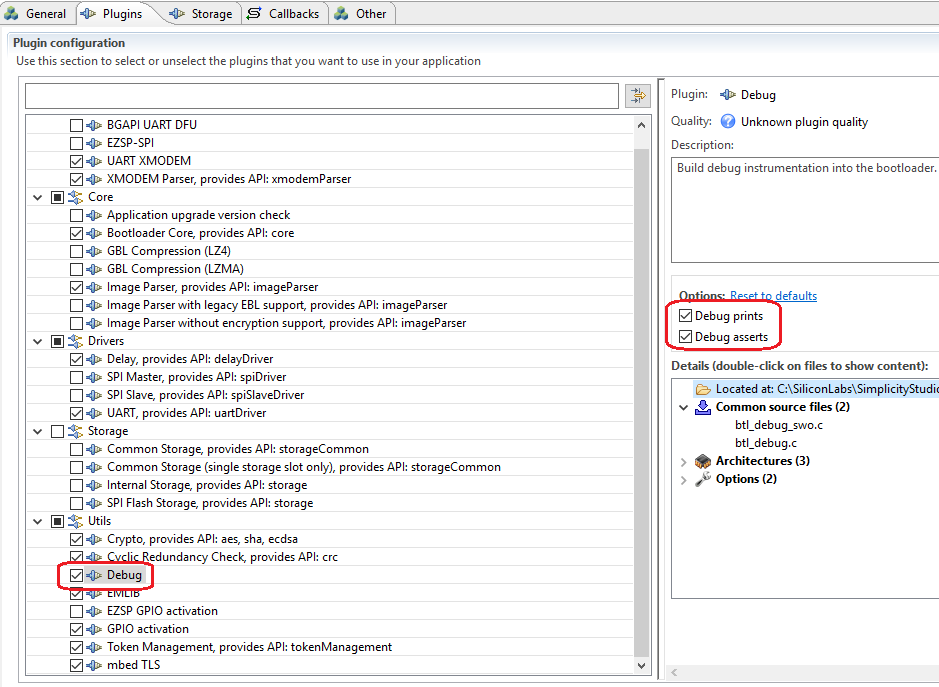 General Plugins Storage Callbacks Other
Plugin configuration
Use this section to select or unselect the plugins that you want to use in your application
BGAPI UART DFU
EZSP-SPI
UART XMODEM
XMODEM Parser, provides API: xmodemParser
Core
Application upgrade version check
Bootloader Core, provides API: core
GBL Compression (LZ4)
GBL Compression (LZMA)
Image Parser, provides API: imageParser
Image Parser with legacy EBL support, provides API: imageParser
Image Parser without encryption support, provides API: imageParser
Drivers
Delay, provides API: delayDriver
SPI Master, provides API: spiDriver
SPI Slave, provides API: spiSlaveDriver
UART, provides API: uartDriver
Storage
Common Storage, provides API: storageCommon
Common Storage (single storage slot only), provides API: storageCommon
Internal Storage, provides API: storage
SPI Flash Storage, provides API: storage
Utils
Crypto, provides API: aes, sha, ecdsa
Cyclic Redundancy Check, provides API: crc
Debug
EMLIB
EZSP GPIO activation
GPIO activation
Token Management, provides API: tokenManagement
mbed TLS
Plugin: Debug
Quality: Unknown plugin quality
Description:
Build debug instrumentation into the bootloader.
Options: Reset to defaults
Debug prints
Debug asserts
Details (double-click on files to show content):
Located at: C:\SiliconLabs\SimplicityStudio
Common source files (2)
btl_debug_swo.c
btl_debug.c
Architectures (3)
Options (2)